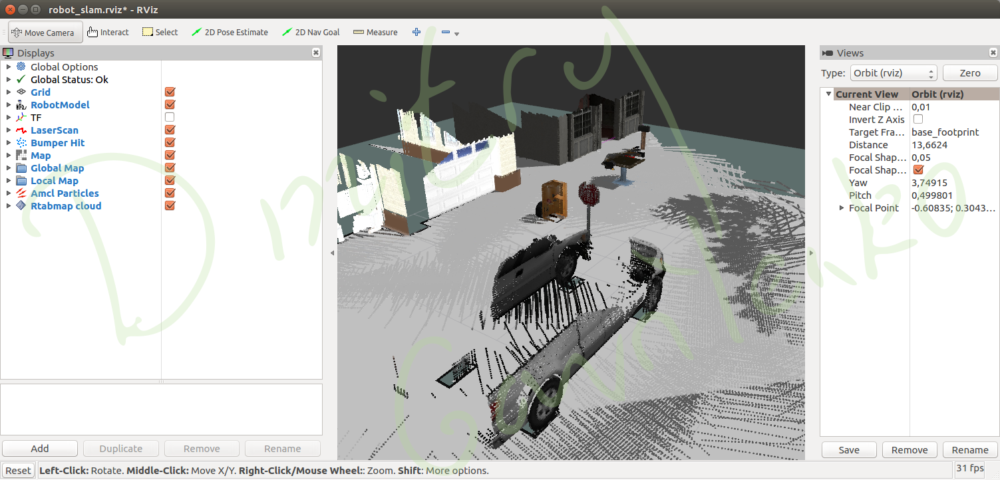 robot_slam.rviz* - RViz
Move Camera Interact Select 2D Pose Estimate 2D Nav Goal Measure
Displays
Global Options
Global Status: Ok
Grid
RobotModel
TF
LaserScan
Bumper Hit
Map
Global Map
Local Map
Amcl Particles
Rtabmap cloud
Add Duplicate Remove Rename
Views
Type: Orbit (rviz) Zero
Current View Orbit (rviz)
Near Clip ... 0,01
Invert Z Axis
Target Fra... base_footprint
Distance 13,6624
Focal Shap... 0,05
Focal Shap...
Yaw 3,74915
Pitch 0,499801
Focal Point -0.60835; 0.3043...
Save Remove Rename
Reset Left-Click: Rotate. Middle-Click: Move X/Y. Right-Click/Mouse Wheel:: Zoom. Shift: More options. 31 fps
Dmitry